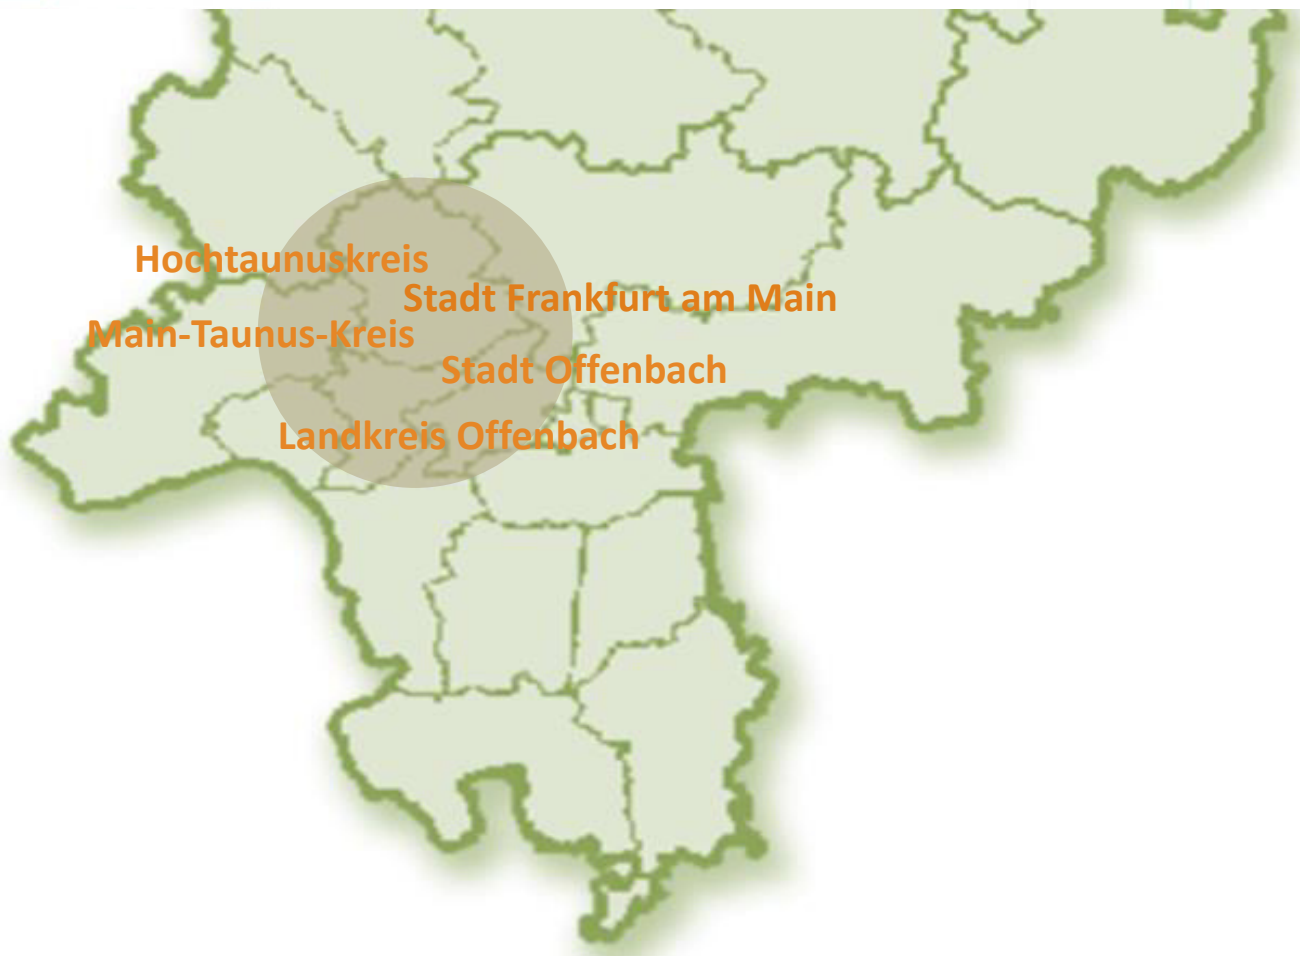 Hochtaunuskreis
Stadt Frankfurt am Main
Main-Taunus-Kreis
Stadt Offenbach
Landkreis Offenbach